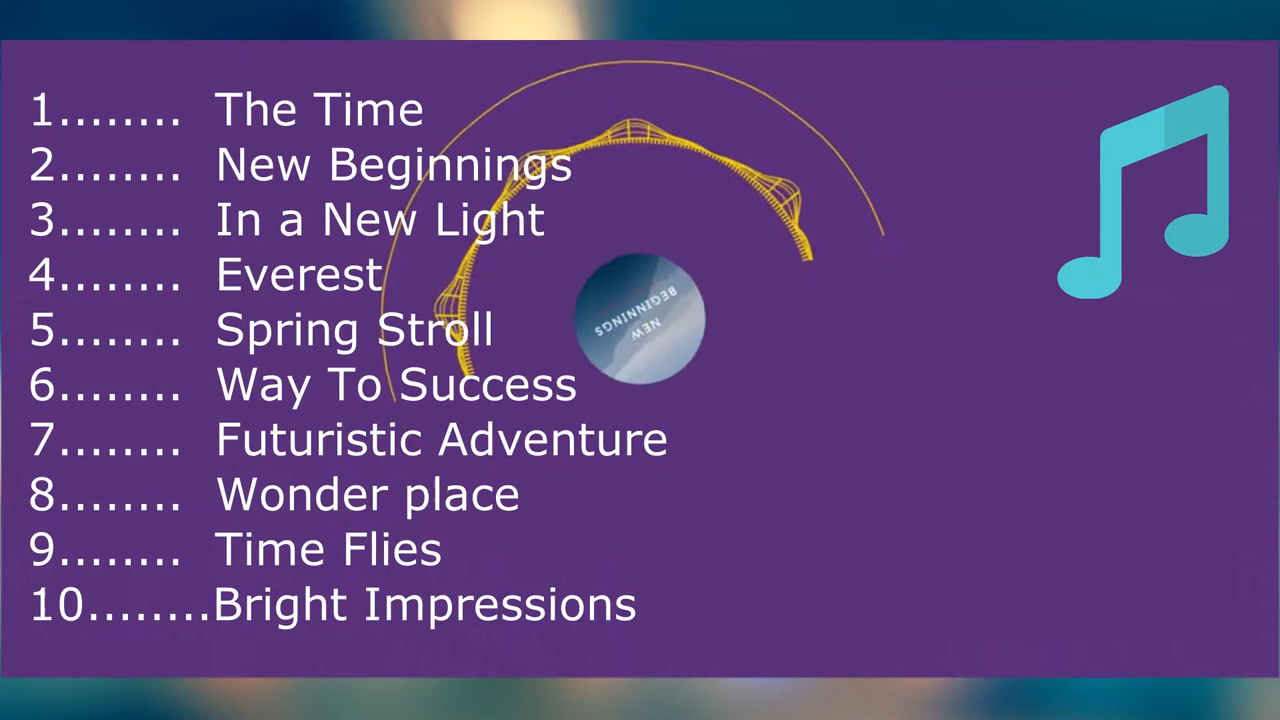 1........ The Time
2........ New Beginnings
3........ In a New Light
4........ Everest
5........ Spring Stroll
6........ Way To Success
7........ Futuristic Adventure
8........ Wonder place
9........ Time Flies
10........Bright Impressions
NEW
BEGINNINGS